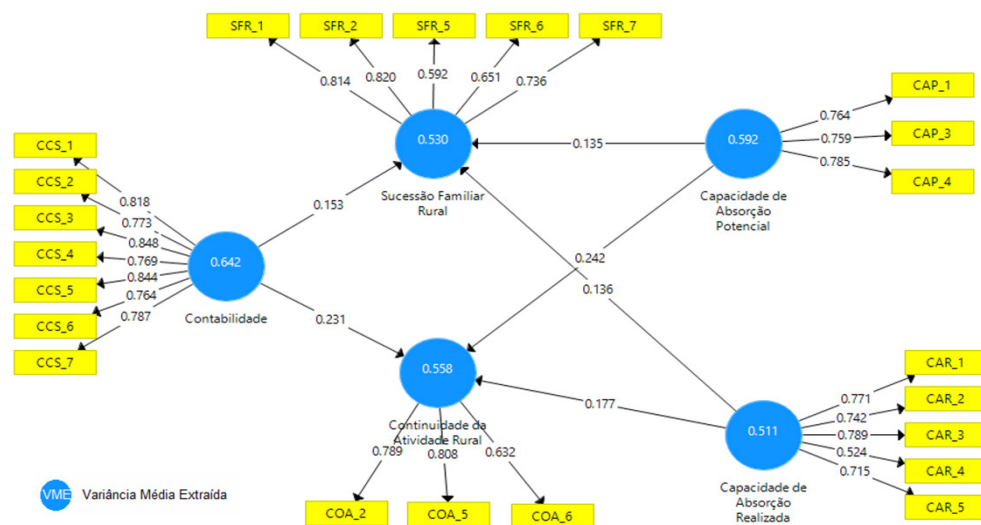 SFR_1
SFR_2
SFR_5
SFR_6
SFR_7
0.814
0.820
0.592
0.651
0.736
0.530
Sucessão Familiar
Rural
CAP_1
CAP_3
CAP_4
0.764
0.759
0.785
0.592
Capacidade de
Absorção
Potencial
0.135
CCS_1
CCS_2
CCS_3
CCS_4
CCS_5
CCS_6
CCS_7
0.818
0.773
0.848
0.769
0.844
0.764
0.787
0.642
Contabilidade
0.153
0.231
0.242
0.136
0.177
0.558
Continuidade da
Atividade Rural
0.789
0.808
0.632
COA_2
COA_5
COA_6
CAR_1
CAR_2
CAR_3
CAR_4
CAR_5
0.771
0.742
0.789
0.524
0.715
0.511
Capacidade de
Absorção
Realizada
VME
Variância Média Extraída